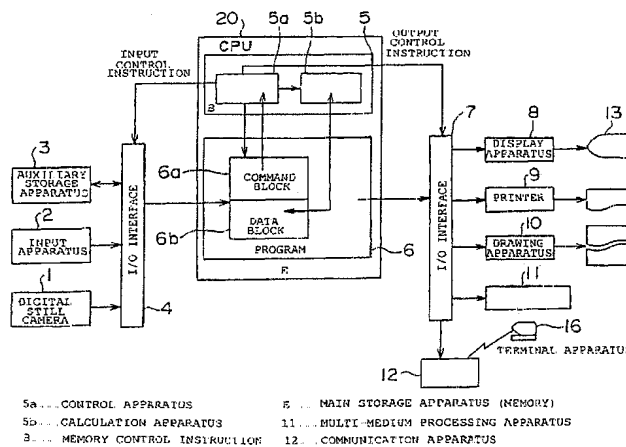 20
5a
5b
5
CPU
INPUT
CONTROL
INSTRUCTION
OUTPUT
CONTROL
INSTRUCTION
B
7
8
13
DISPLAY
APPARATUS
3
AUXILIARY
STORAGE
APPARATUS
6a
COMMAND
BLOCK
9
PRINTER
2
INPUT
APPARATUS
I/O INTERFACE
I/O INTERFACE
6b
DATA
BLOCK
PROGRAM
6
10
DRAWING
APPARATUS
1
DIGITAL
STILL
CAMERA
4
E
11
16
TERMINAL APPARATUS
12
5a.... CONTROL APPARATUS
5b.... CALCULATION APPARATUS
B .... MEMORY CONTROL INSTRUCTION
E ... MAIN STORAGE APPARATUS (MEMORY)
11 .... MULTI-MEDIUM PROCESSING APPARATUS
12.... COMMUNICATION APPARATUS